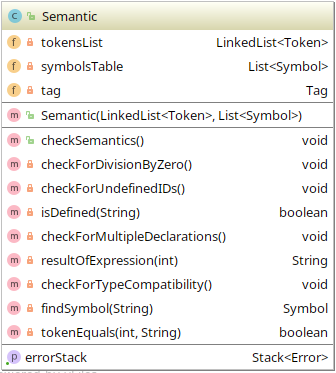 C Semantic
f tokensList LinkedList<Token>
f symbolsTable List<Symbol>
f tag Tag
m Semantic(LinkedList<Token>, List<Symbol>)
m checkSemantics() void
m checkForDivisionByZero() void
m checkForUndefinedIDs() void
m isDefined(String) boolean
m checkForMultipleDeclarations() void
m resultOfExpression(int) String
m checkForTypeCompatibility() void
m findSymbol(String) Symbol
m tokenEquals(int, String) boolean
p errorStack Stack<Error>